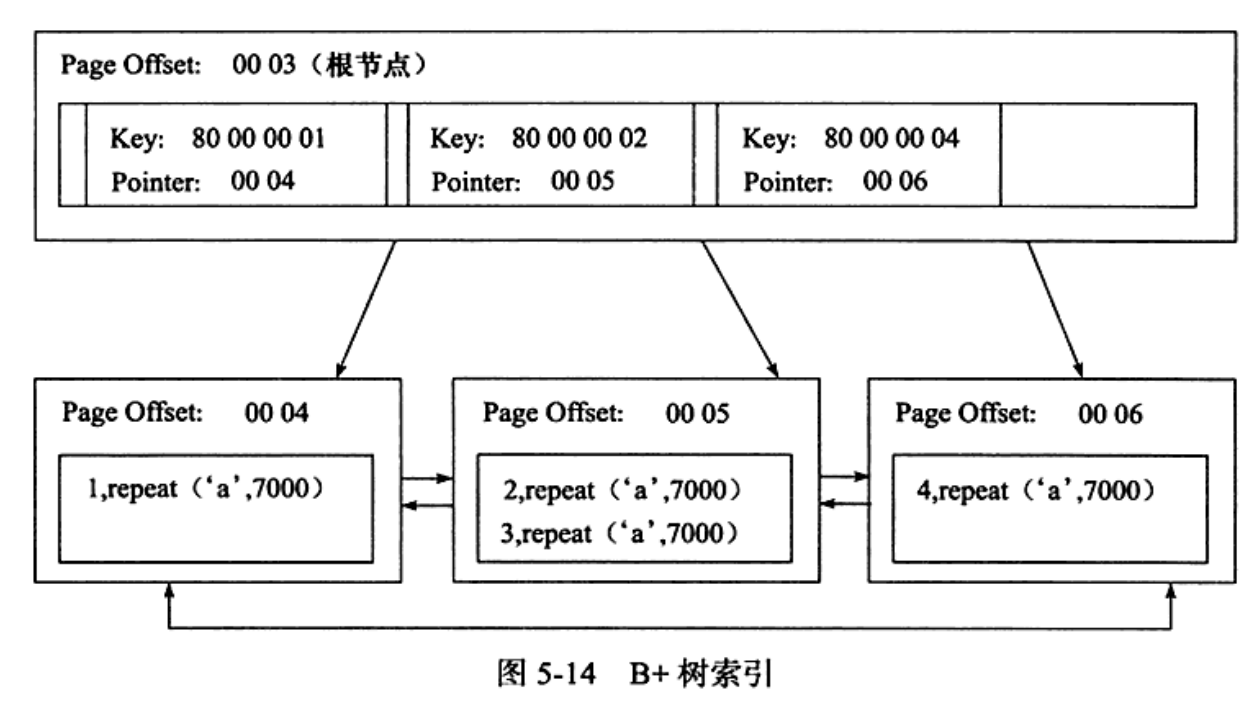 Page Offset: 00 03（根节点）
Key: 80 00 00 01
Pointer: 00 04
Key: 80 00 00 02
Pointer: 00 05
Key: 80 00 00 04
Pointer: 00 06
Page Offset: 00 04
1,repeat（‘a’,7000）
Page Offset: 00 05
2,repeat（‘a’,7000）
3,repeat（‘a’,7000）
Page Offset: 00 06
4,repeat（‘a’,7000）
图 5-14 B+ 树索引